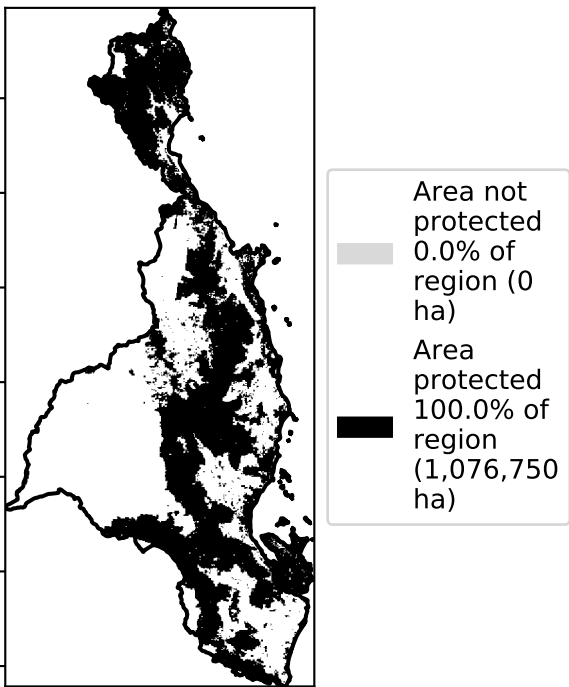 Area not
protected
0.0% of
region (0
ha)
Area
protected
100.0% of
region
(1,076,750
ha)